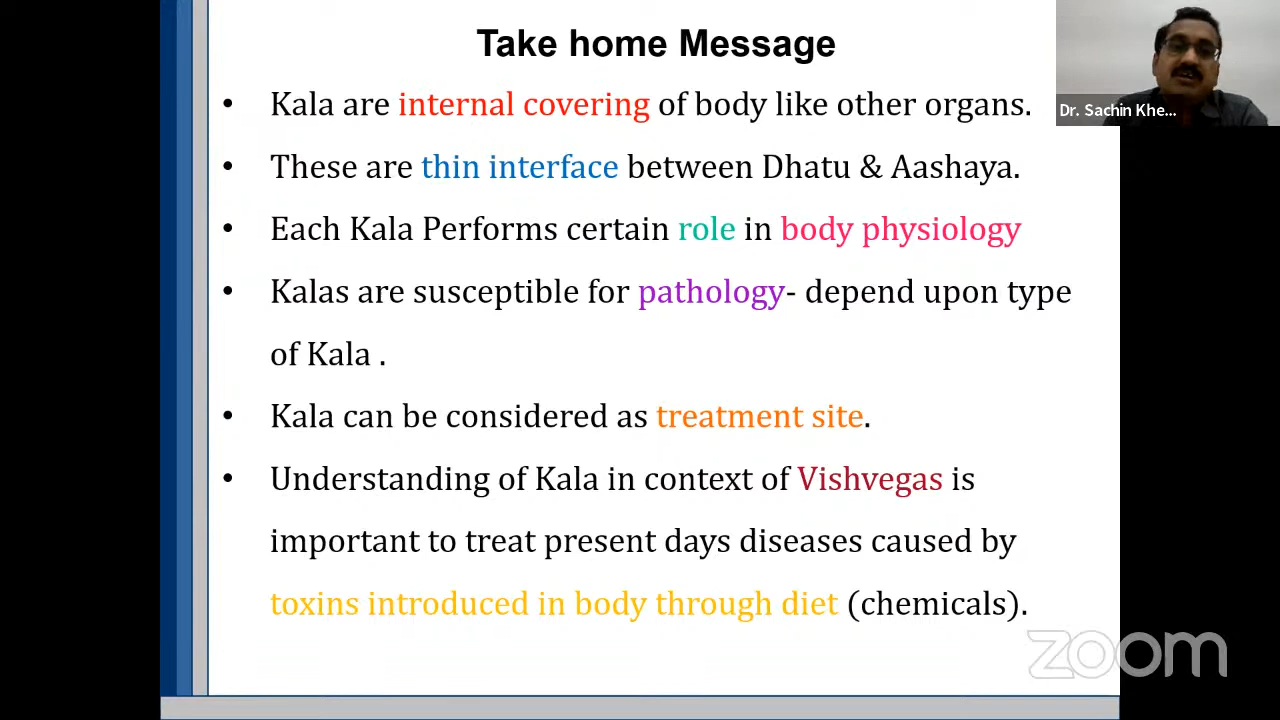 Take home Message
• Kala are internal covering of body like other organs.
• These are thin interface between Dhatu & Aashaya.
• Each Kala Performs certain role in body physiology
• Kalas are susceptible for pathology- depend upon type
of Kala .
• Kala can be considered as treatment site.
• Understanding of Kala in context of Vishvegas is
important to treat present days diseases caused by
toxins introduced in body through diet (chemicals).
Dr. Sachin Khe...
zoom